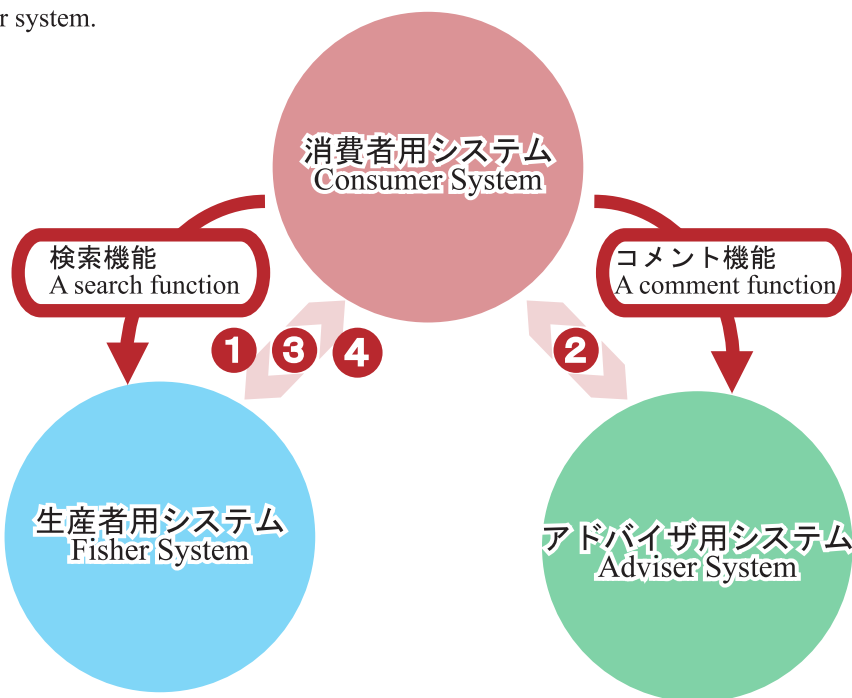 r system.
消費者用システム
Consumer System
検索機能
A search function
コメント機能
A comment function
1 3 4
2
生産者用システム
Fisher System
アドバイザ用システム
Adviser System